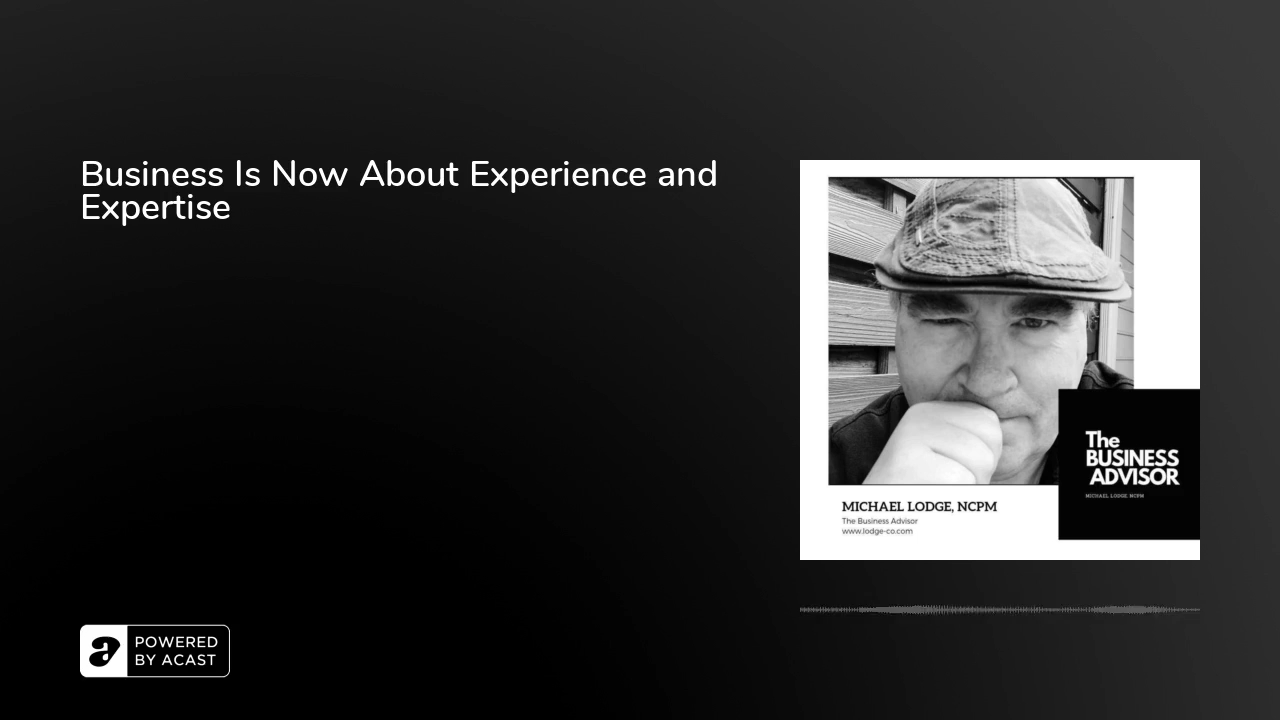 Business Is Now About Experience and
Expertise
The
BUSINESS
ADVISOR
MICHAEL LODGE, NCPM
MICHAEL LODGE, NCPM
The Business Advisor
www.lodge-co.com
POWERED
BY ACAST